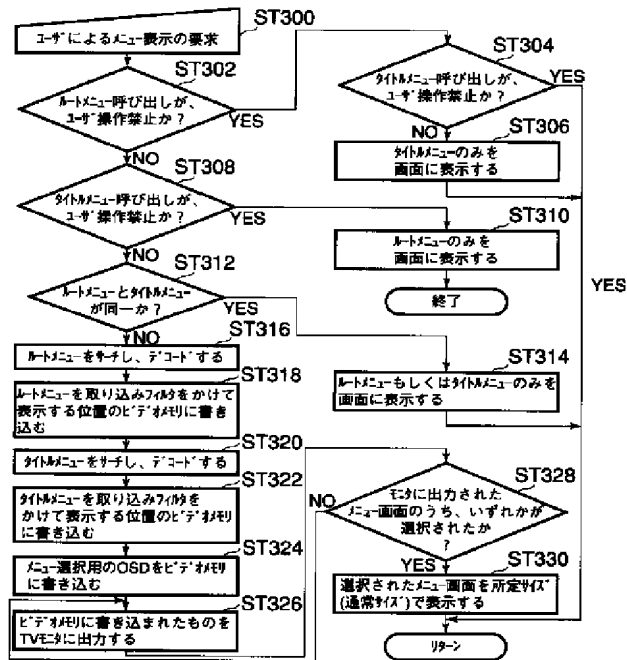 ST300
ﾕｰｻﾞによるメニュー表示の要求
ST302
ルートメニュー呼び出しが、
ﾕｰｻﾞ操作禁止か?
YES
NO
ST304
ﾀｲﾄﾙメニュー呼び出しが、
ﾕｰｻﾞ操作禁止か?
YES
NO
ST306
ﾀｲﾄﾙメニューのみを
画面に表示する
ST308
ﾀｲﾄﾙメニュー呼び出しが、
ﾕｰｻﾞ操作禁止か?
YES
NO
ST310
ルートメニューのみを
画面に表示する
終了
YES
ST312
ルートメニューとﾀｲﾄﾙメニュー
が同一か?
YES
NO
ST314
ルートメニューもしくはﾀｲﾄﾙメニューのみを
画面に表示する
ST316
ルートメニューをサーチし、ﾃﾞｺｰﾄﾞする
ST318
ルートメニューを取り込みﾌｨﾙﾀをかけて
表示する位置のﾋﾞﾃﾞｵﾒﾓﾘに書き
込む
ST320
ﾀｲﾄﾙメニューをサーチし、ﾃﾞｺｰﾄﾞする
ST322
ﾀｲﾄﾙメニューを取り込みﾌｨﾙﾀを
かけて表示する位置のﾋﾞﾃﾞｵﾒﾓﾘ
に書き込む
ST324
メニュー選択用のOSDをﾋﾞﾃﾞｵﾒﾓﾘ
に書き込む
ST326
ﾋﾞﾃﾞｵﾒﾓﾘに書き込まれたものを
TVﾓﾆﾀに出力する
ST328
NO
ﾓﾆﾀに出力された
メニュー画面のうち、いずれかが
選択されたか
?
YES
ST330
選択されたメニュー画面を所定ｻｲｽﾞ
(通常ｻｲｽﾞ)で表示する
リターン